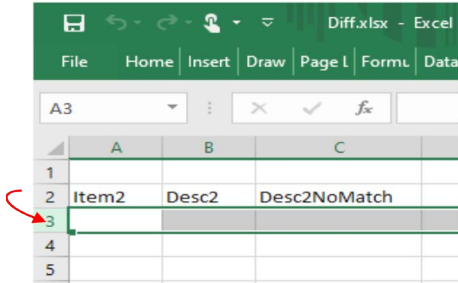 Diff.xlsx - Excel
File Home Insert Draw Page L Formu Data
A3 fx
A B C
1
2 Item2 Desc2 Desc2NoMatch
3
4
5